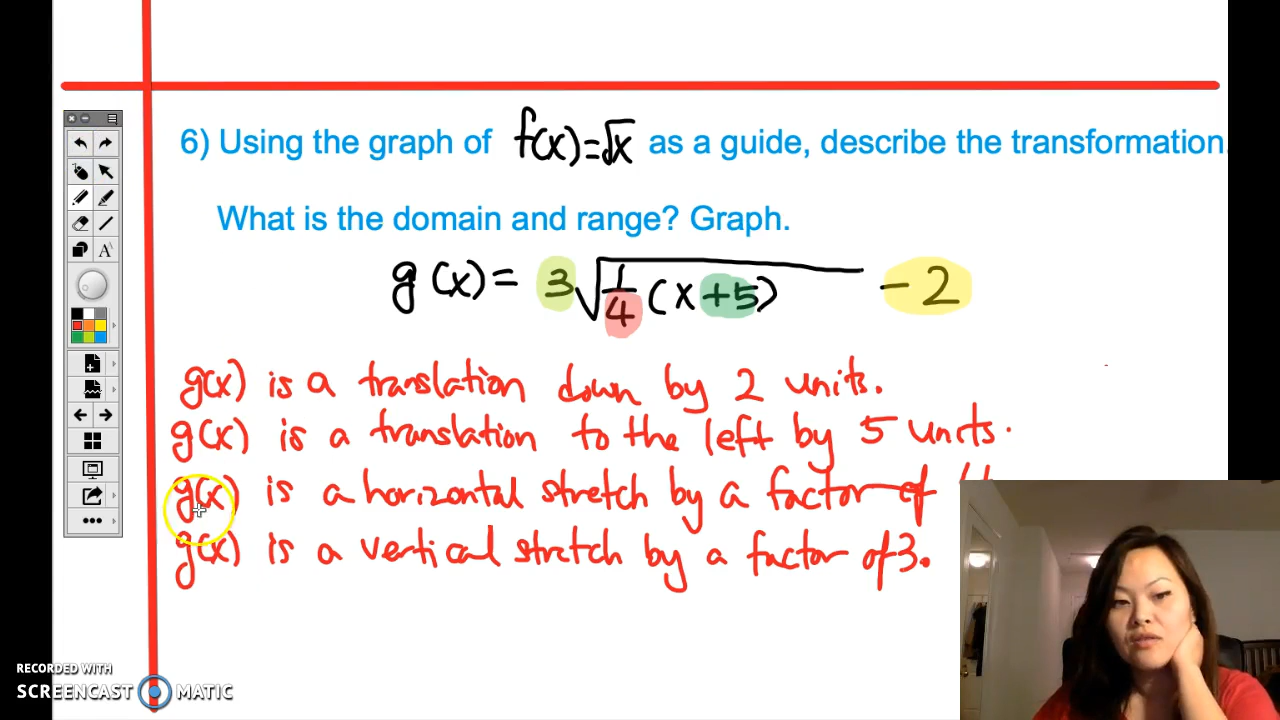 6) Using the graph of f(x)=√x as a guide, describe the transformation.
What is the domain and range? Graph.
g(x)= 3√(1/4(x+5)) - 2
g(x) is a translation down by 2 units.
g(x) is a translation to the left by 5 units.
g(x) is a horizontal stretch by a factor of
g(x) is a vertical stretch by a factor of 3.
A
RECORDED WITH
SCREENCAST MATIC